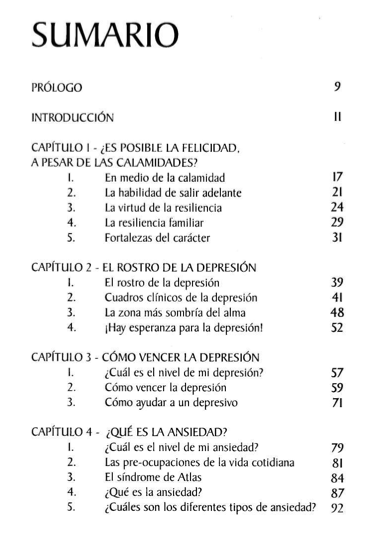 SUMARIO
PRÓLOGO 9
INTRODUCCIÓN II
CAPÍTULO I - ¿ES POSIBLE LA FELICIDAD,
A PESAR DE LAS CALAMIDADES?
I. En medio de la calamidad 17
2. La habilidad de salir adelante 21
3. La virtud de la resiliencia 24
4. La resiliencia familiar 29
5. Fortalezas del carácter 31
CAPÍTULO 2 - EL ROSTRO DE LA DEPRESIÓN
I. El rostro de la depresión 39
2. Cuadros clínicos de la depresión 41
3. La zona más sombría del alma 48
4. ¡Hay esperanza para la depresión! 52
CAPÍTULO 3 - CÓMO VENCER LA DEPRESIÓN
I. ¿Cuál es el nivel de mi depresión? 57
2. Cómo vencer la depresión 59
3. Cómo ayudar a un depresivo 71
CAPÍTULO 4 - ¿QUÉ ES LA ANSIEDAD?
I. ¿Cuál es el nivel de mi ansiedad? 79
2. Las pre-ocupaciones de la vida cotidiana 81
3. El síndrome de Atlas 84
4. ¿Qué es la ansiedad? 87
5. ¿Cuáles son los diferentes tipos de ansiedad? 92